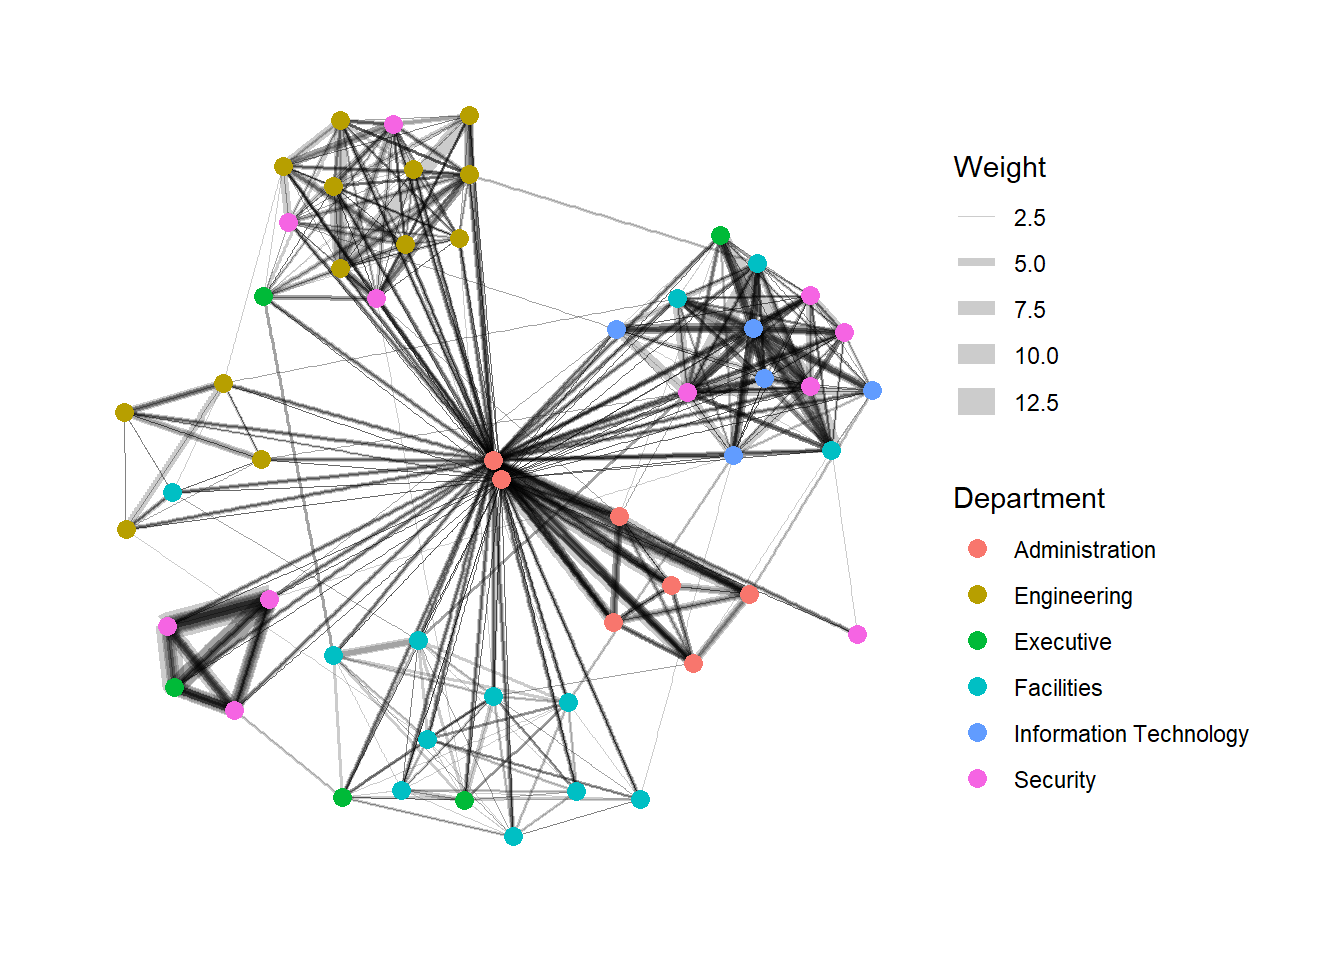 Weight
2.5
5.0
7.5
10.0
12.5
Department
Administration
Engineering
Executive
Facilities
Information Technology
Security